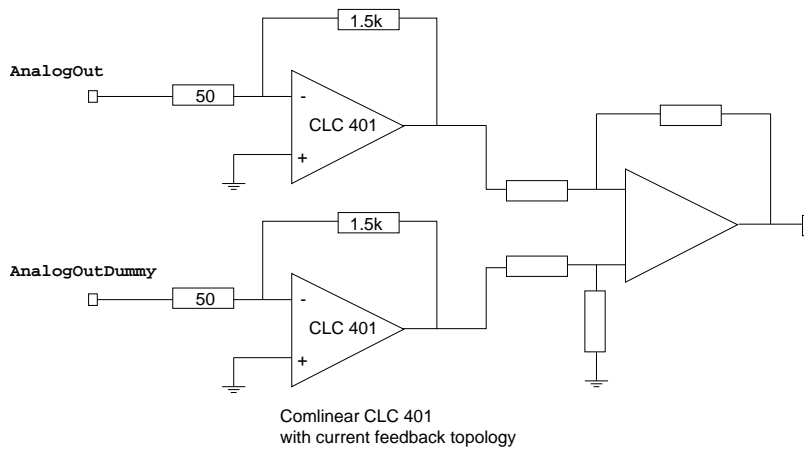 1.5k
AnalogOut
50
-
CLC 401
+
1.5k
AnalogOutDummy
50
-
CLC 401
+
Comlinear CLC 401
with current feedback topology